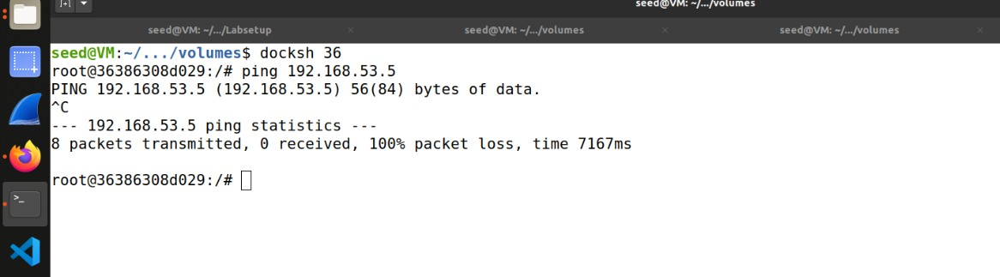 seed@VM: ~/.../volumes
seed@VM: ~/.../Labsetup × seed@VM: ~/.../volumes × seed@VM: ~/.../volumes ×
seed@VM:~/.../volumes$ docksh 36
root@36386308d029:/# ping 192.168.53.5
PING 192.168.53.5 (192.168.53.5) 56(84) bytes of data.
^C
--- 192.168.53.5 ping statistics ---
8 packets transmitted, 0 received, 100% packet loss, time 7167ms
root@36386308d029:/#
>_